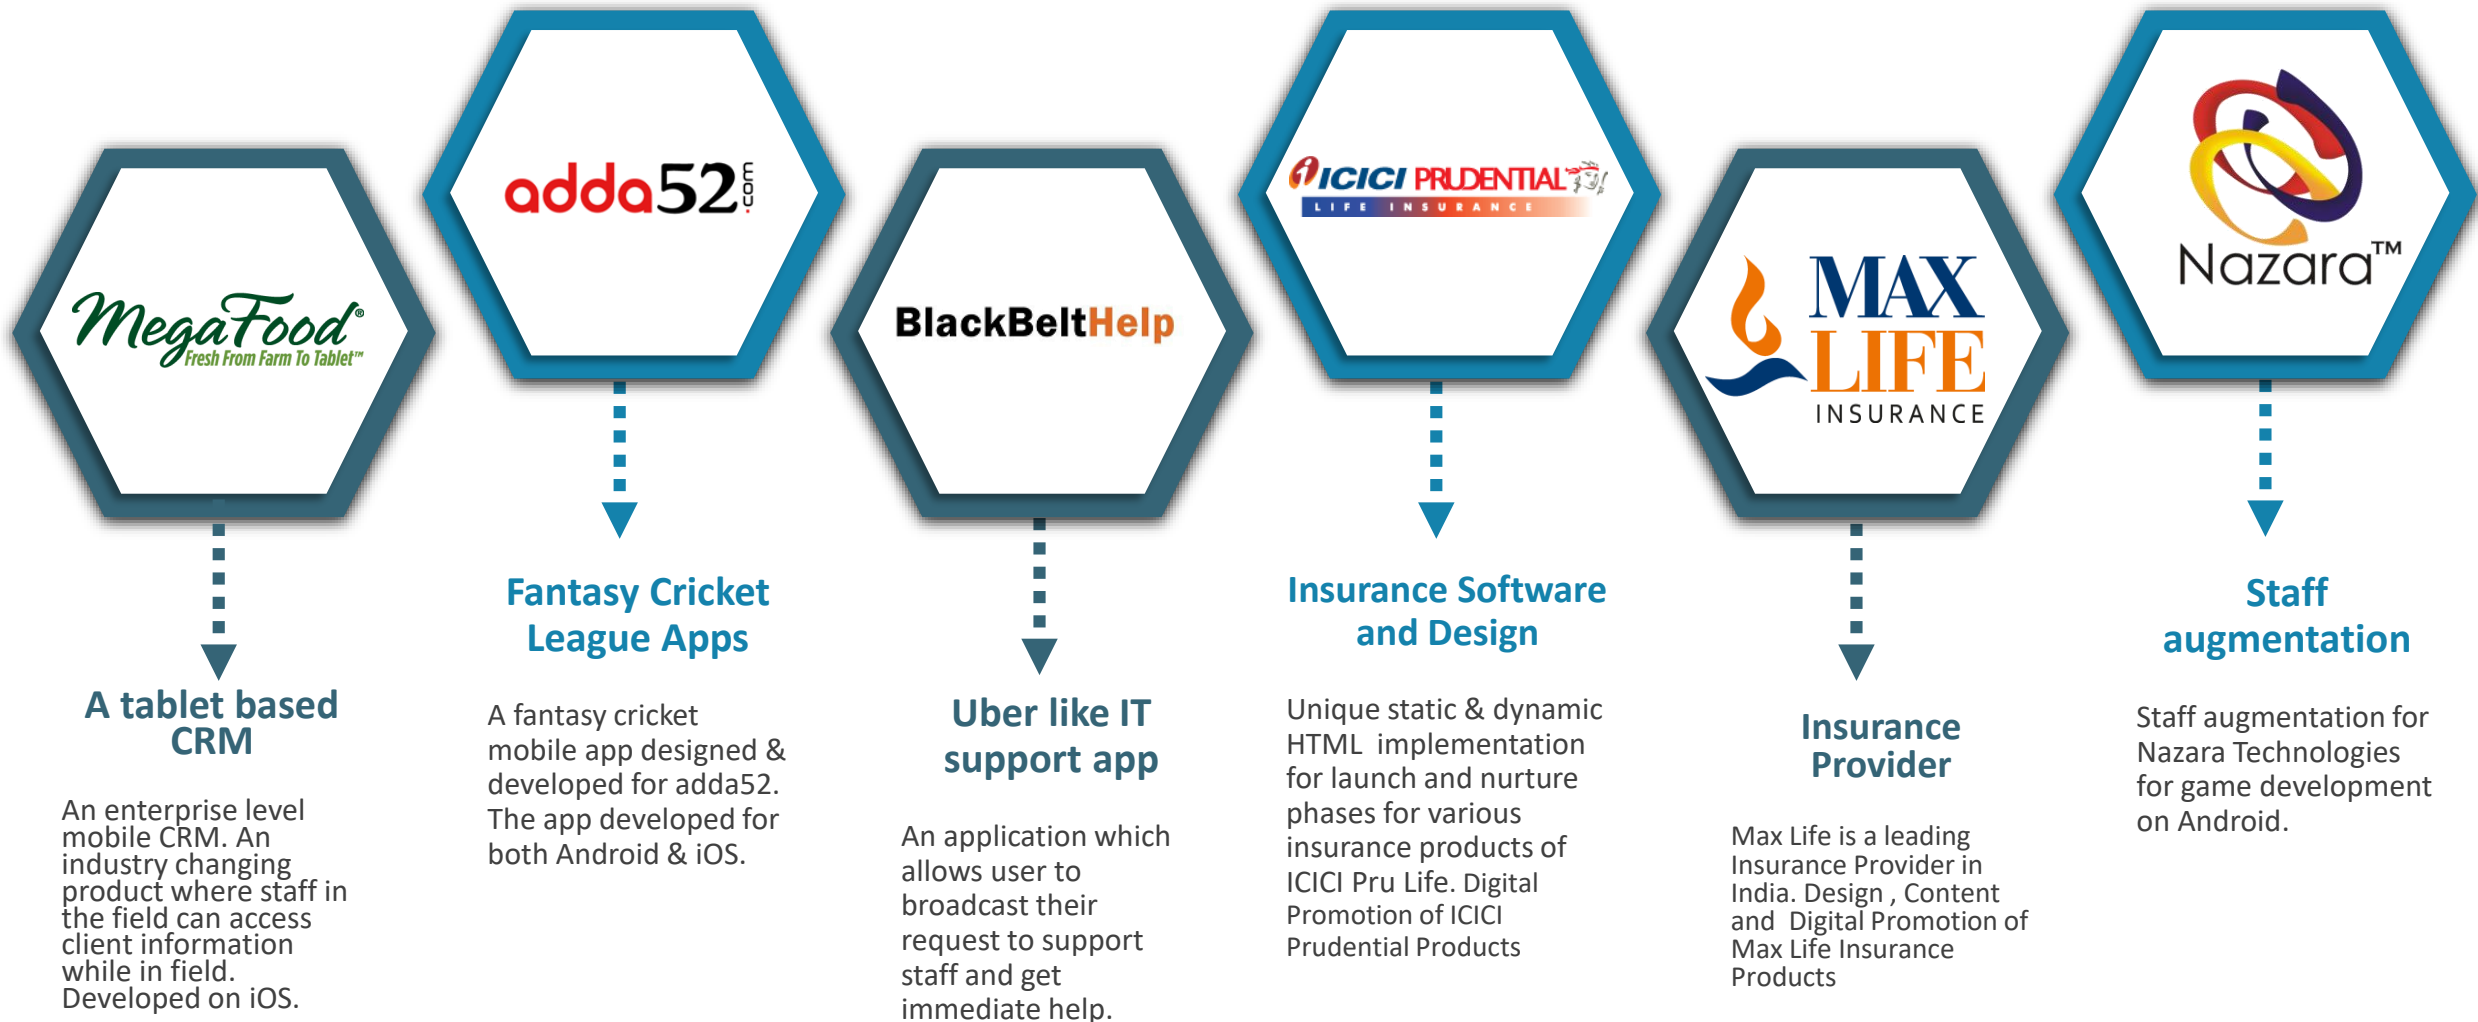 MegaFood®
Fresh From Farm To Tablet™
A tablet based
CRM
An enterprise level
mobile CRM. An
industry changing
product where staff in
the field can access
client information
while in field.
Developed on iOS.
adda52.com
Fantasy Cricket
League Apps
A fantasy cricket
mobile app designed &
developed for adda52.
The app developed for
both Android & iOS.
BlackBeltHelp
Uber like IT
support app
An application which
allows user to
broadcast their
request to support
staff and get
immediate help.
ICICI PRUDENTIAL
LIFE INSURANCE
Insurance Software
and Design
Unique static & dynamic
HTML  implementation
for launch and nurture
phases for various
insurance products of
ICICI Pru Life. Digital
Promotion of ICICI
Prudential Products
MAX
LIFE
INSURANCE
Insurance
Provider
Max Life is a leading
Insurance Provider in
India. Design , Content
and  Digital Promotion of
Max Life Insurance
Products
Nazara™
Staff
augmentation
Staff augmentation for
Nazara Technologies
for game development
on Android.